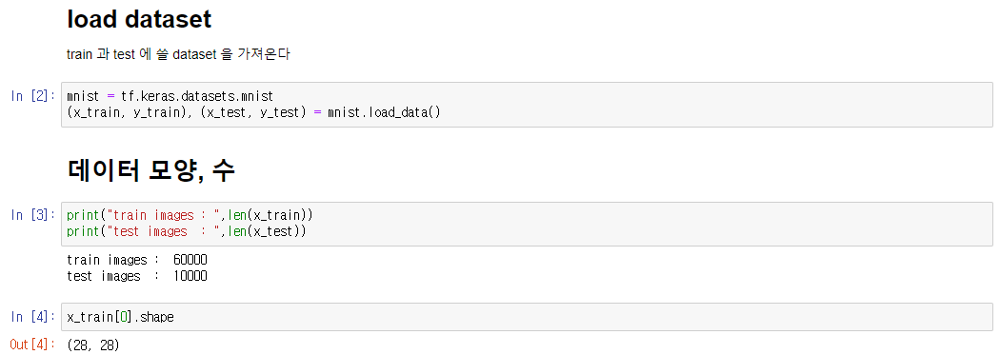 load dataset
train 과 test 에 쓸 dataset 을 가져온다
In [2]:
mnist = tf.keras.datasets.mnist
(x_train, y_train), (x_test, y_test) = mnist.load_data()
데이터 모양, 수
In [3]:
print("train images : ",len(x_train))
print("test images  : ",len(x_test))
train images :  60000
test images  :  10000
In [4]:
x_train[0].shape
Out[4]:
(28, 28)